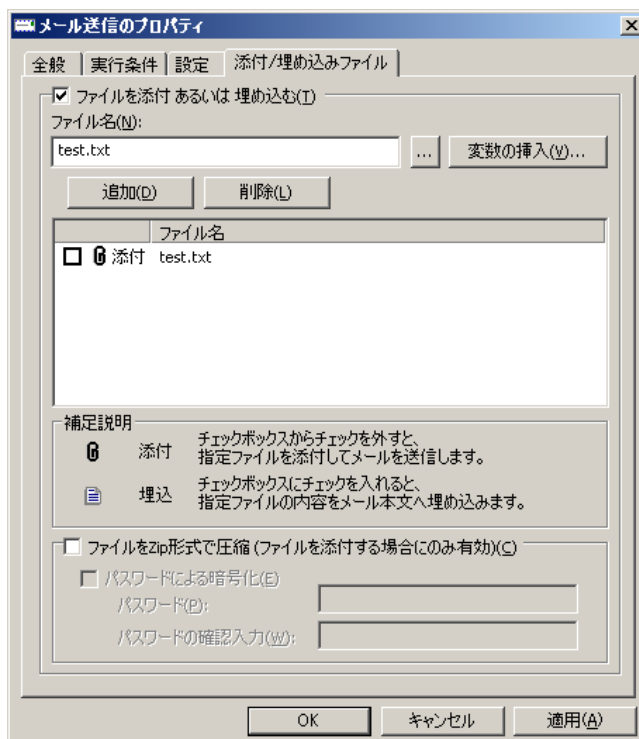 メール送信のプロパティ
全般
実行条件
設定
添付/埋め込みファイル
ファイルを添付 あるいは 埋め込む(T)
ファイル名(N):
test.txt
...
変数の挿入(V)...
追加(D)
削除(L)
ファイル名
添付 test.txt
補足説明
添付
チェックボックスからチェックを外すと、
指定ファイルを添付してメールを送信します。
埋込
チェックボックスにチェックを入れると、
指定ファイルの内容をメール本文へ埋め込みます。
ファイルをZip形式で圧縮 (ファイルを添付する場合にのみ有効)(C)
パスワードによる暗号化(E)
パスワード(P):
パスワードの確認入力(W):
OK
キャンセル
適用(A)